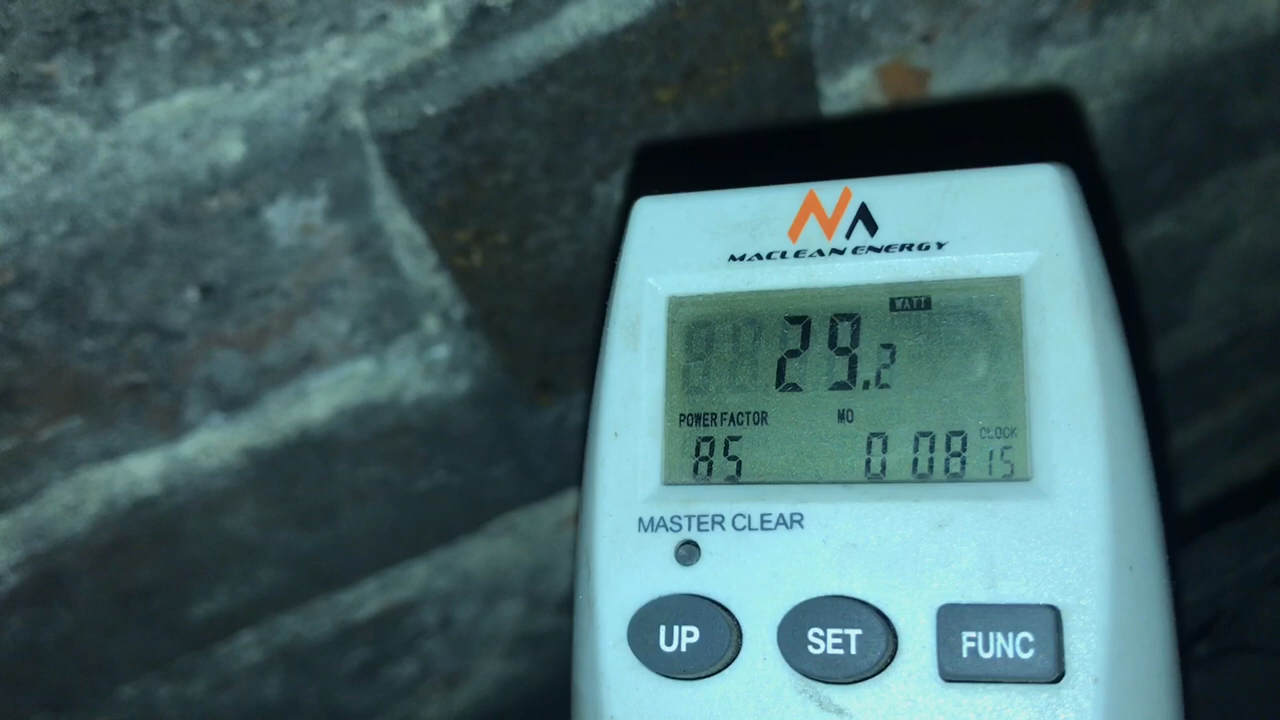 MACLEAN ENERGY
WATT
29.2
POWER FACTOR MO
85 0 08 15 CLOCK
MASTER CLEAR
UP SET FUNC